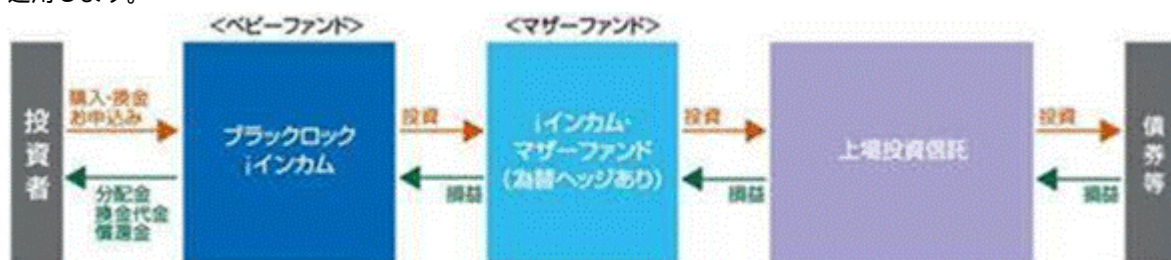 運用します。
<ベビーファンド>
<マザーファンド>
投資者
購入・換金
お申込み
分配金
換金代金
償還金
ブラックロック
iインカム
投資
損益
iインカム・
マザーファンド
(為替ヘッジあり)
投資
損益
上場投資信託
投資
損益
債券等